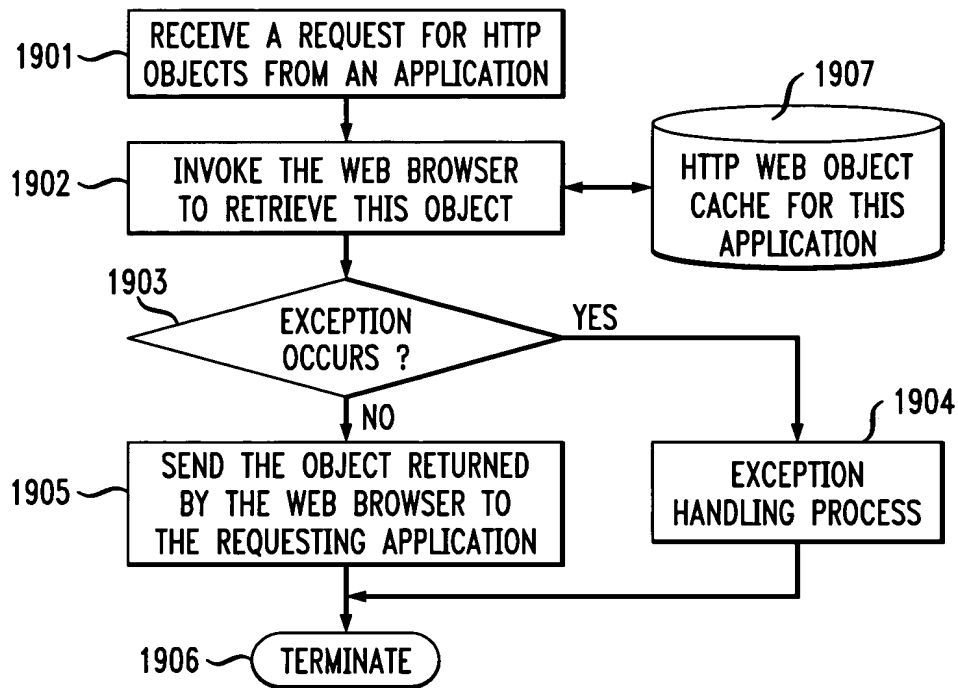 1901
RECEIVE A REQUEST FOR HTTP
OBJECTS FROM AN APPLICATION
1907
1902
INVOKE THE WEB BROWSER
TO RETRIEVE THIS OBJECT
HTTP WEB OBJECT
CACHE FOR THIS
APPLICATION
1903
EXCEPTION
OCCURS ?
YES
NO
1904
1905
SEND THE OBJECT RETURNED
BY THE WEB BROWSER TO
THE REQUESTING APPLICATION
EXCEPTION
HANDLING PROCESS
1906
TERMINATE